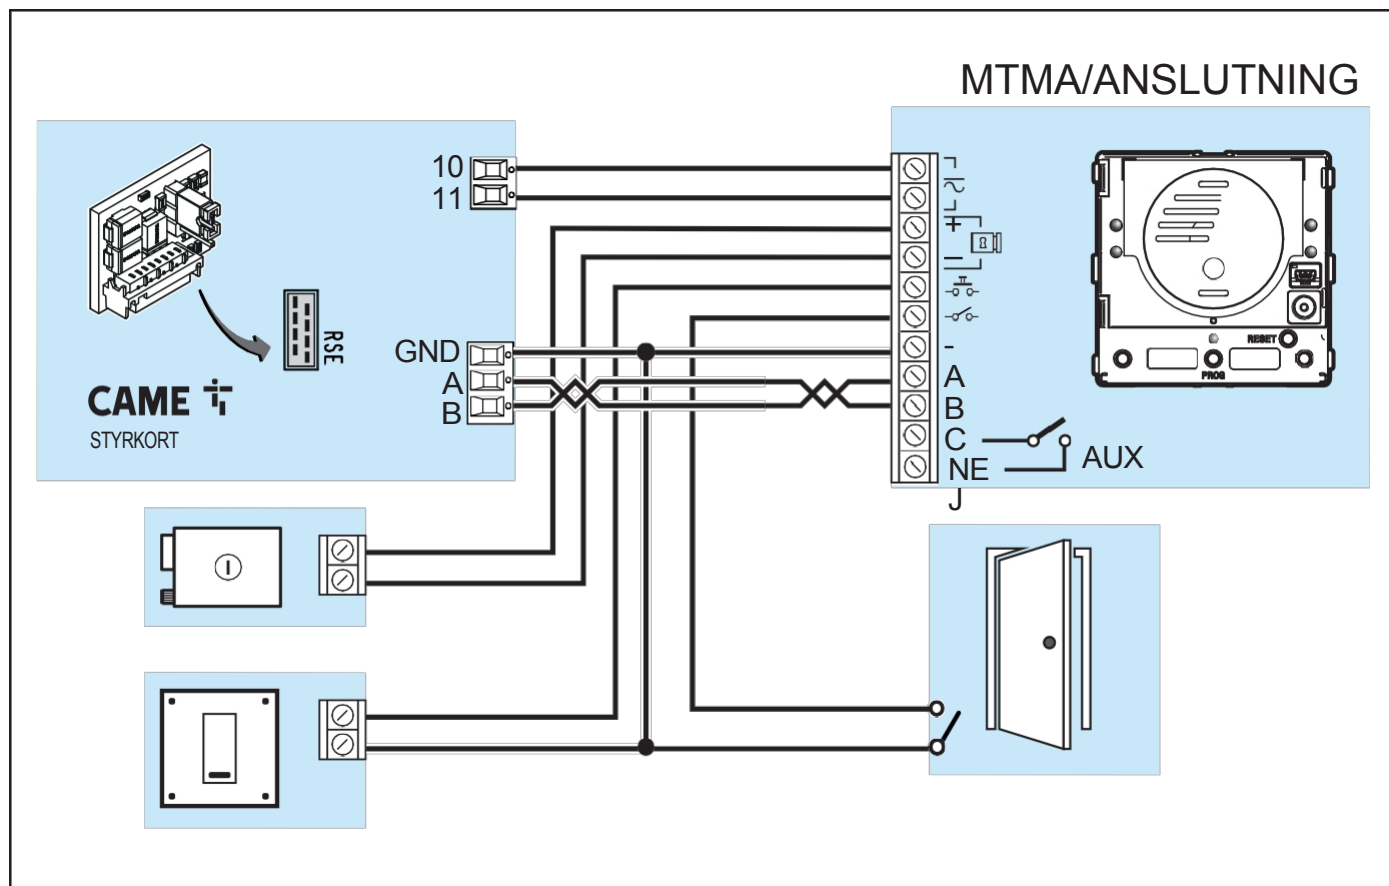 MTMA/ANSLUTNING
10
11
+
−
RSE
GND
A
B
-
A
B
C
NE
J
AUX
RESET
PROG
CAME
STYRKORT